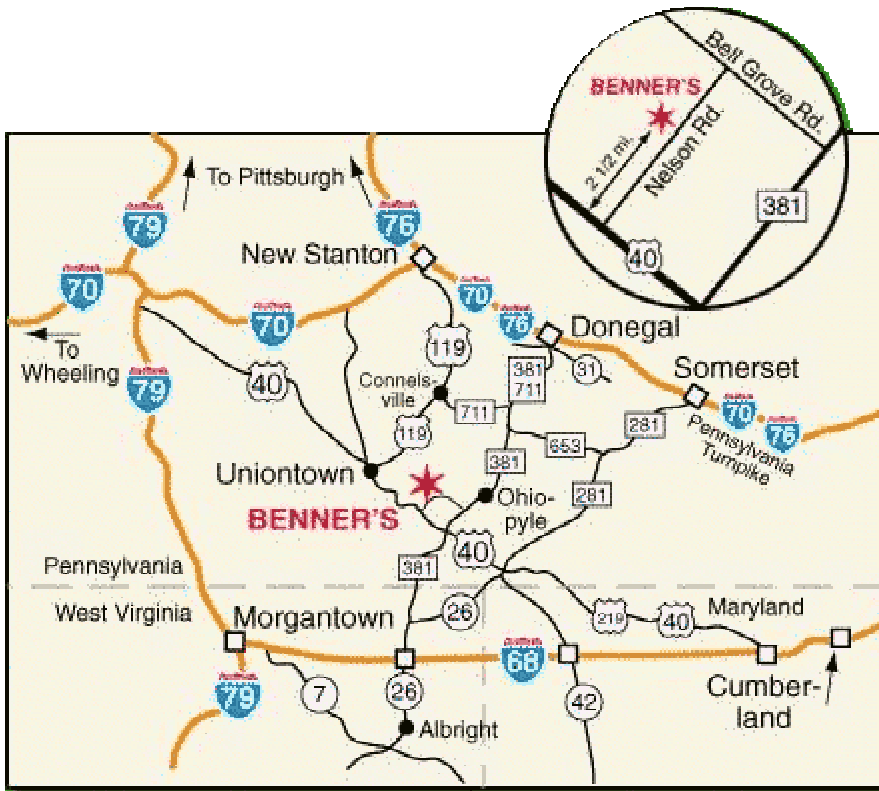 Bell Grove Rd.
BENNER'S
Nelson Rd.
2 1/2 mi.
381
40
To Pittsburgh
79
76
New Stanton
70
70
70
76
Donegal
To
Wheeling
119
381
711
31
Somerset
40
79
Connels-
ville
711
70
76
Pennsylvania
Turnpike
119
653
281
Uniontown
381
281
Ohio-
pyle
BENNER'S
40
Pennsylvania
381
West Virginia
Morgantown
26
219
40
Maryland
68
79
7
26
42
Cumber-
land
Albright